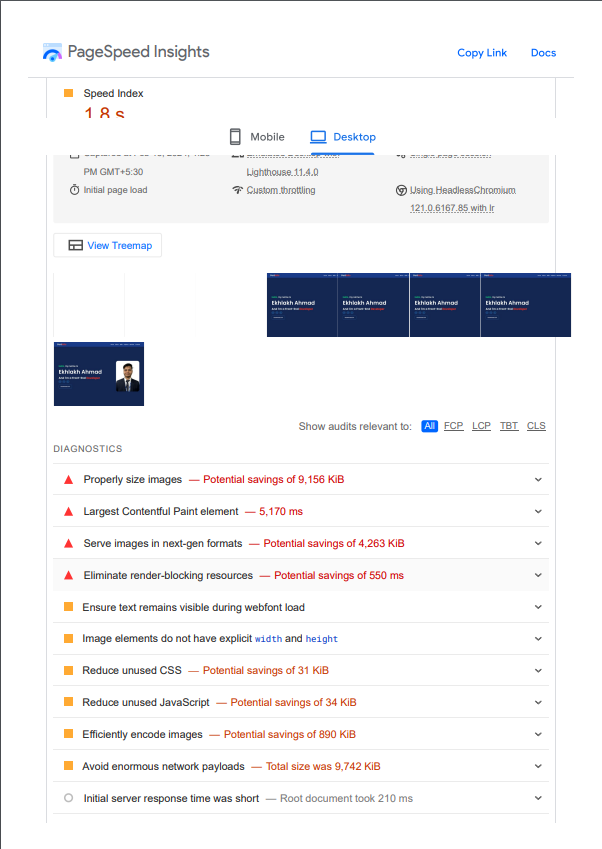 PageSpeed Insights
Copy Link Docs
Speed Index
1.8 s
Mobile Desktop
PM GMT+5:30
Lighthouse 11.4.0
Initial page load
Custom throttling
Using HeadlessChromium
121.0.6167.85 with lr
View Treemap
Ekhlakh Ahmad
Ekhlakh Ahmad
Ekhlakh Ahmad
Ekhlakh Ahmad
Ekhlakh Ahmad
Show audits relevant to: All FCP LCP TBT CLS
DIAGNOSTICS
Properly size images — Potential savings of 9,156 KiB
Largest Contentful Paint element — 5,170 ms
Serve images in next-gen formats — Potential savings of 4,263 KiB
Eliminate render-blocking resources — Potential savings of 550 ms
Ensure text remains visible during webfont load
Image elements do not have explicit width and height
Reduce unused CSS — Potential savings of 31 KiB
Reduce unused JavaScript — Potential savings of 34 KiB
Efficiently encode images — Potential savings of 890 KiB
Avoid enormous network payloads — Total size was 9,742 KiB
Initial server response time was short — Root document took 210 ms